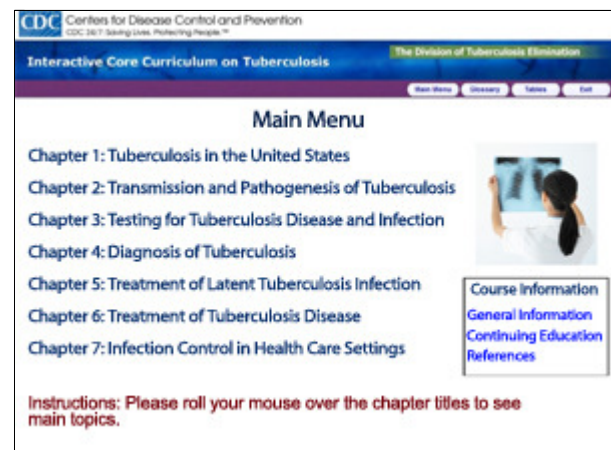 CDC Centers for Disease Control and Prevention
CDC 24/7: Saving Lives. Protecting People.™
Interactive Core Curriculum on Tuberculosis
The Division of Tuberculosis Elimination
Main Menu Glossary Tables Exit
Main Menu
Chapter 1: Tuberculosis in the United States
Chapter 2: Transmission and Pathogenesis of Tuberculosis
Chapter 3: Testing for Tuberculosis Disease and Infection
Chapter 4: Diagnosis of Tuberculosis
Chapter 5: Treatment of Latent Tuberculosis Infection
Chapter 6: Treatment of Tuberculosis Disease
Chapter 7: Infection Control in Health Care Settings
Course Information
General Information
Continuing Education
References
Instructions: Please roll your mouse over the chapter titles to see
main topics.